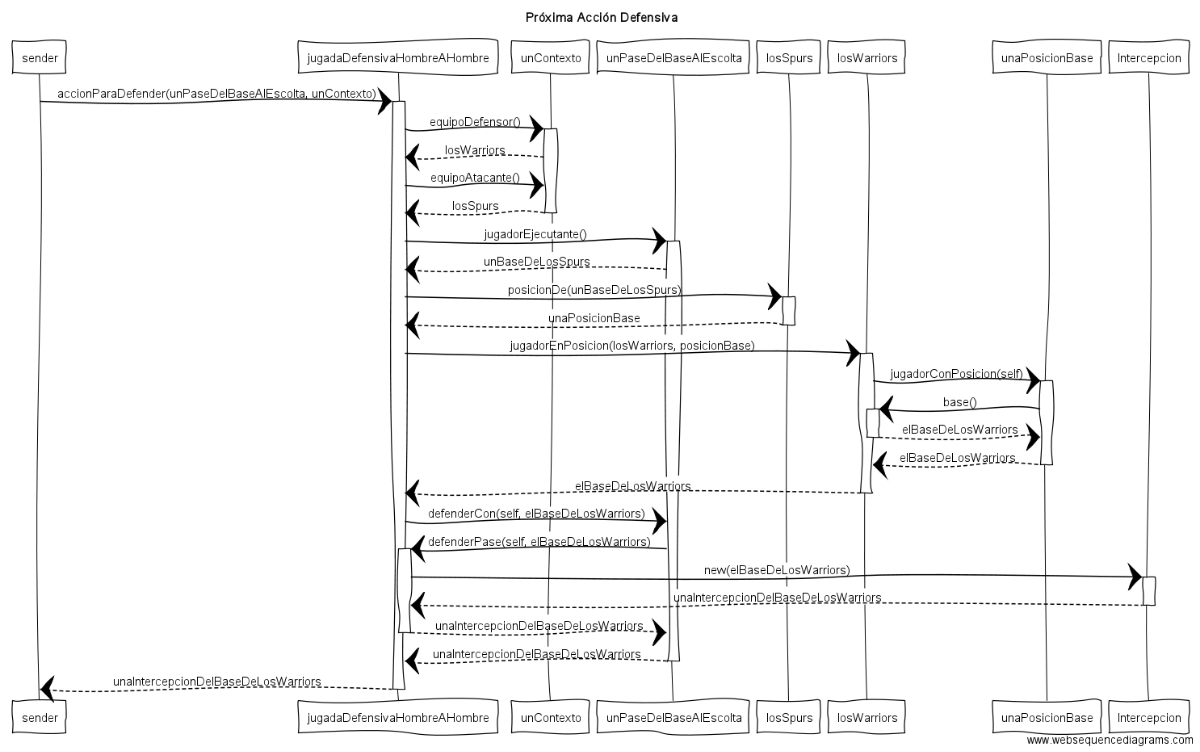 Próxima Acción Defensiva
sender
jugadaDefensivaHombreAHombre
unContexto
unPaseDelBaseAlEscolta
losSpurs
losWarriors
unaPosicionBase
Intercepcion
accionParaDefender(unPaseDelBaseAlEscolta, unContexto)
equipoDefensor()
losWarriors
equipoAtacante()
losSpurs
jugadorEjecutante()
unBaseDeLosSpurs
posicionDe(unBaseDeLosSpurs)
unaPosicionBase
jugadorEnPosicion(losWarriors, posicionBase)
jugadorConPosicion(self)
base()
elBaseDeLosWarriors
elBaseDeLosWarriors
elBaseDeLosWarriors
defenderCon(self, elBaseDeLosWarriors)
defenderPase(self, elBaseDeLosWarriors)
new(elBaseDeLosWarriors)
unaIntercepcionDelBaseDeLosWarriors
unaIntercepcionDelBaseDeLosWarriors
unaIntercepcionDelBaseDeLosWarriors
unaIntercepcionDelBaseDeLosWarriors
sender
jugadaDefensivaHombreAHombre
unContexto
unPaseDelBaseAlEscolta
losSpurs
losWarriors
unaPosicionBase
Intercepcion
www.websequencediagrams.com